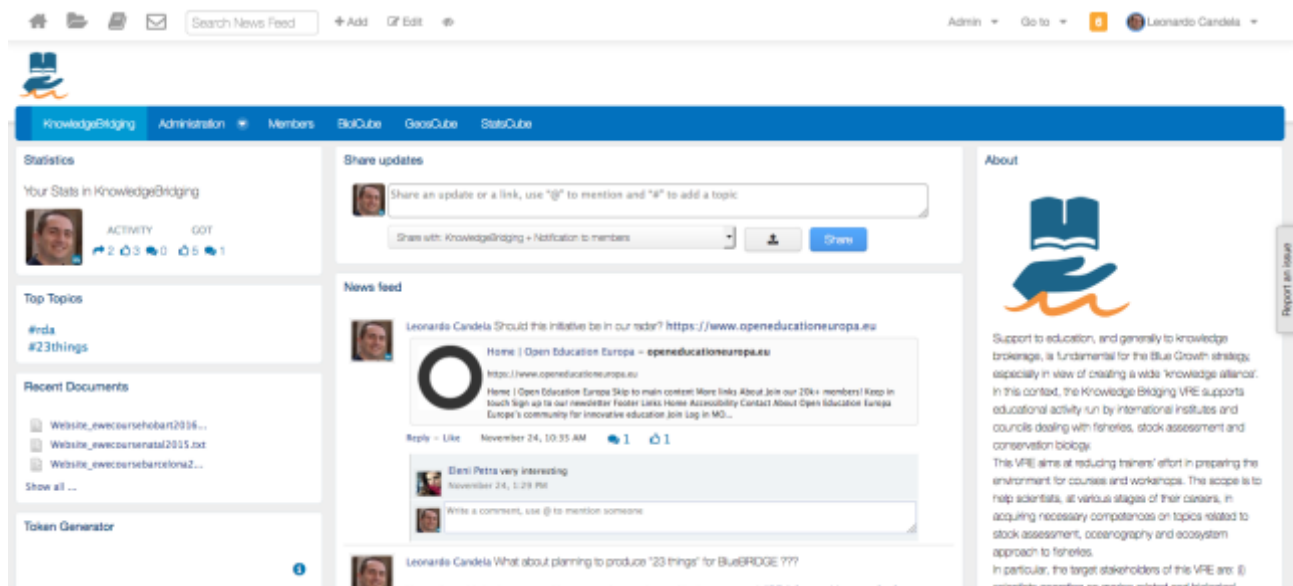 Search News Feed
Add
Edit
Admin
Go to
6
Leonardo Candela
KnowledgeBridging
Administration
Members
BiolCube
GeosCube
StatsCube
Statistics
Your Stats in KnowledgeBridging
ACTIVITY GOT
2 3 0 5 1
Top Topics
#rda
#23things
Recent Documents
Website_ewecoursehobart2016...
Website_ewecoursenatal2015.txt
Website_ewecoursebarcelona2...
Show all ...
Token Generator
Share updates
Share an update or a link, use "@" to mention and "#" to add a topic
Share with: KnowledgeBridging + Notification to members
Share
News feed
Leonardo Candela Should this initiative be in our radar? https://www.openeducationeuropa.eu
Home | Open Education Europa – openeducationeuropa.eu
https://www.openeducationeuropa.eu
Home | Open Education Europa Skip to main content More links About Join our 20k+ members! Keep in
touch Sign up to our newsletter Footer Links Home Accessibility Contact About Open Education Europa
Europe's community for innovative education Join Log in MO...
Reply – Like November 24, 10:35 AM 1 1
Eleni Petra very interesting
November 24, 1:29 PM
Write a comment, use @ to mention someone
Leonardo Candela What about planning to produce "23 things" for BlueBRIDGE ???
About
Support to education, and generally to knowledge
brokerage, is fundamental for the Blue Growth strategy,
especially in view of creating a wide 'knowledge alliance'.
In this context, the Knowledge Bridging VRE supports
educational activity run by international institutes and
councils dealing with fisheries, stock assessment and
conservation biology.
This VRE aims at reducing trainers' effort in preparing the
environment for courses and workshops. The scope is to
help scientists, at various stages of their careers, in
acquiring necessary competences on topics related to
stock assessment, oceanography and ecosystem
approach to fisheries.
In particular, the target stakeholders of this VRE are: (i)
Report an issue